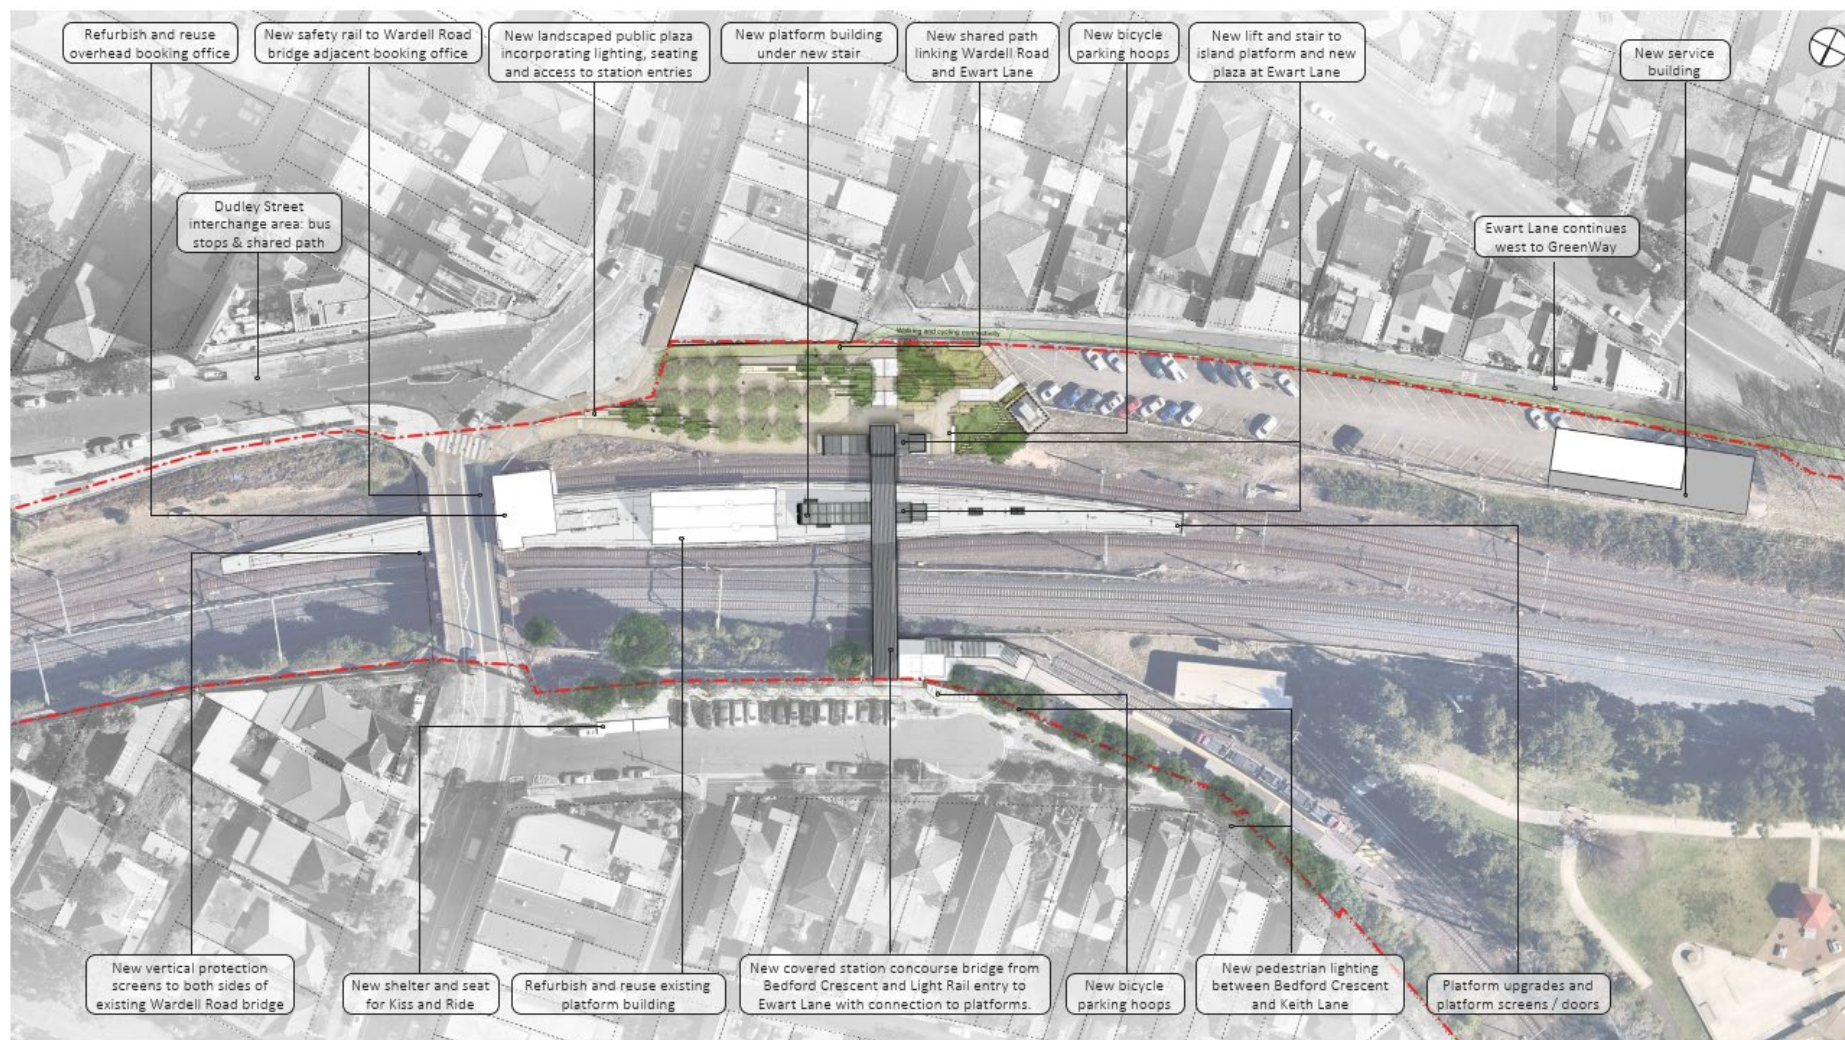 Refurbish and reuse
overhead booking office
New safety rail to Wardell Road
bridge adjacent booking office
New landscaped public plaza
incorporating lighting, seating
and access to station entries
New platform building
under new stair
New shared path
linking Wardell Road
and Ewart Lane
New bicycle
parking hoops
New lift and stair to
island platform and new
plaza at Ewart Lane
New service
building
Dudley Street
interchange area: bus
stops & shared path
Ewart Lane continues
west to GreenWay
Walking and cycling connectivity
New vertical protection
screens to both sides of
existing Wardell Road bridge
New shelter and seat
for Kiss and Ride
Refurbish and reuse existing
platform building
New covered station concourse bridge from
Bedford Crescent and Light Rail entry to
Ewart Lane with connection to platforms.
New bicycle
parking hoops
New pedestrian lighting
between Bedford Crescent
and Keith Lane
Platform upgrades and
platform screens / doors